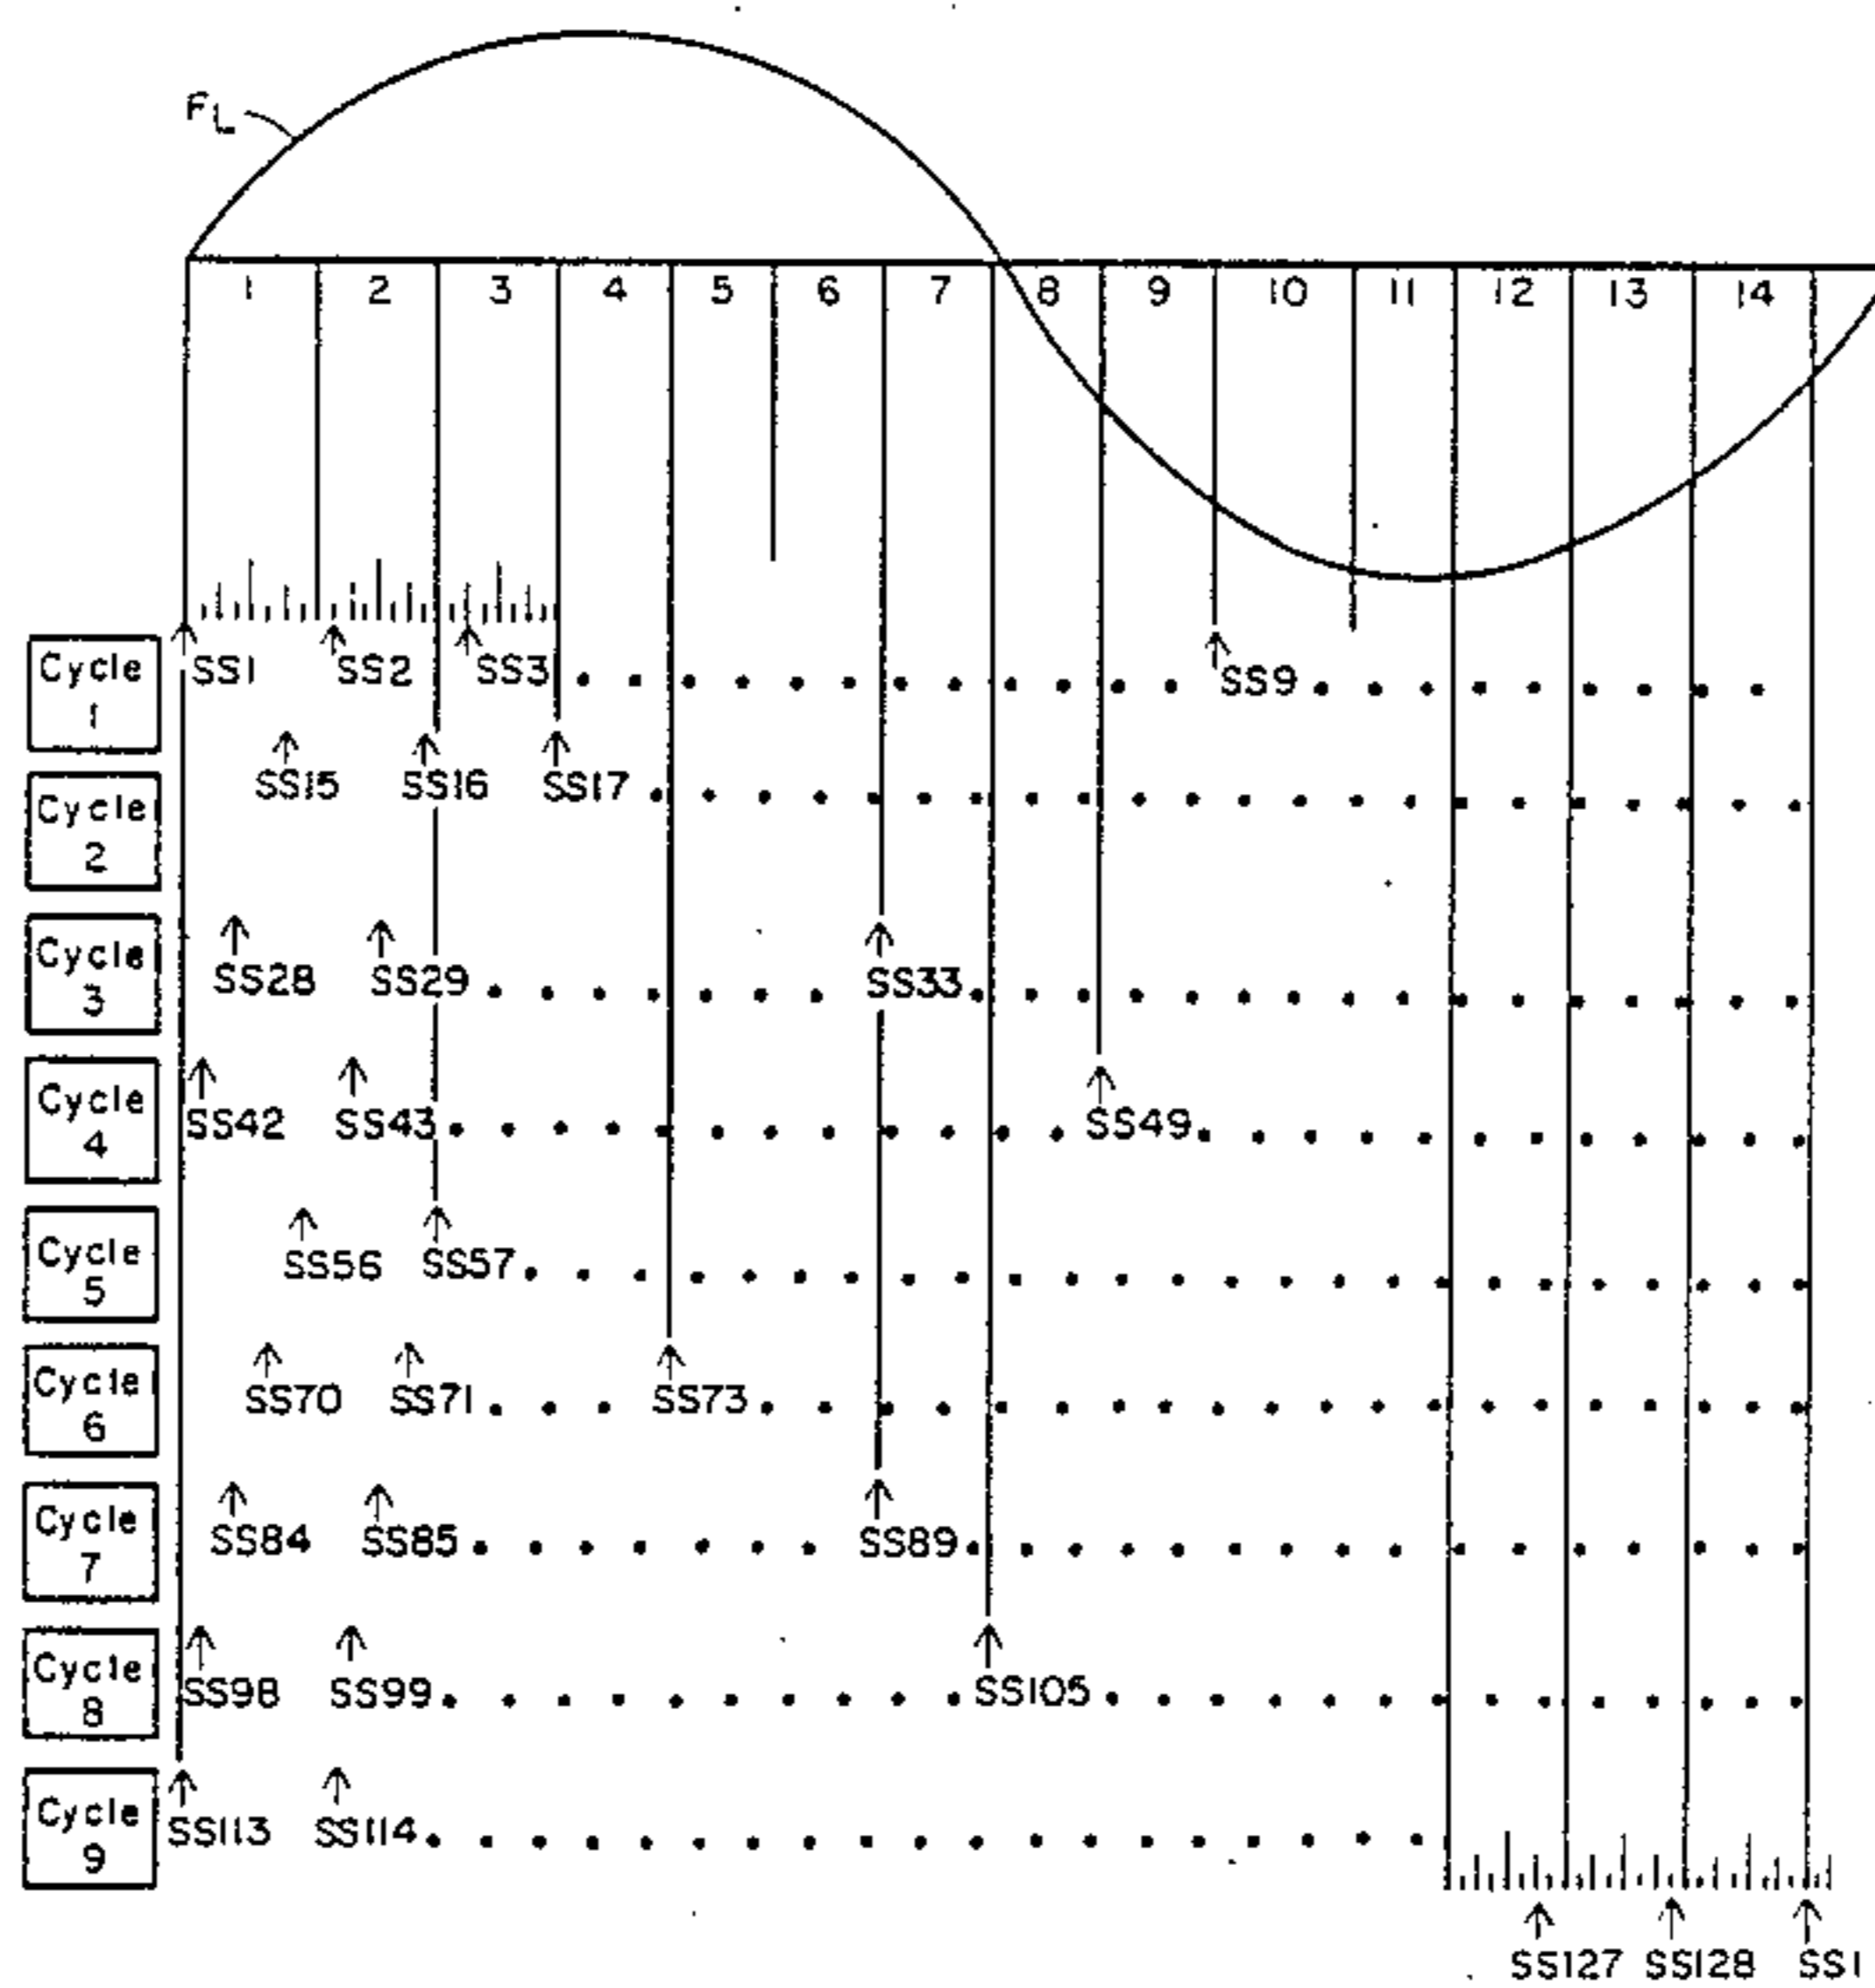 FL
1 2 3 4 5 6 7 8 9 10 11 12 13 14
Cycle
1
SS1 SS2 SS3 SS9
Cycle
2
SS15 SS16 SS17
Cycle
3
SS28 SS29 SS33
Cycle
4
SS42 SS43 SS49
Cycle
5
SS56 SS57
Cycle
6
SS70 SS71 SS73
Cycle
7
SS84 SS85 SS89
Cycle
8
SS98 SS99 SS105
Cycle
9
SS113 SS114
SS127 SS128 SS1